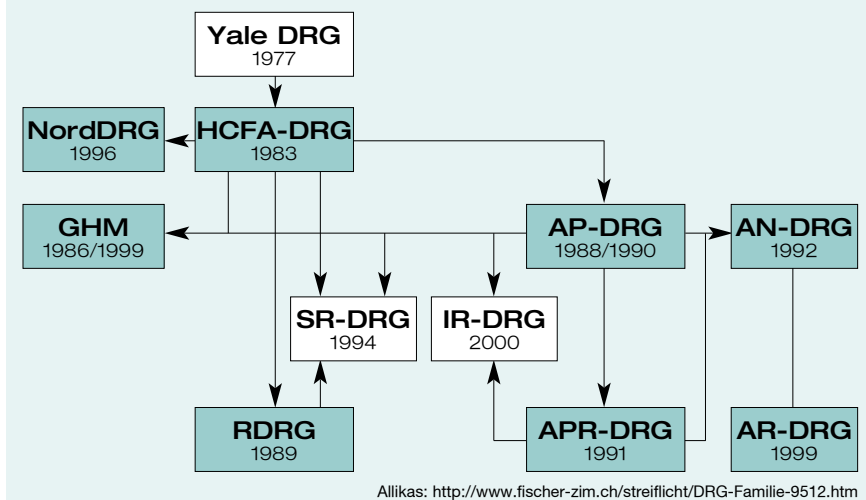 Yale DRG
1977
NordDRG
1996
HCFA-DRG
1983
GHM
1986/1999
AP-DRG
1988/1990
AN-DRG
1992
SR-DRG
1994
IR-DRG
2000
RDRG
1989
APR-DRG
1991
AR-DRG
1999
Allikas: http://www.fischer-zim.ch/streiflicht/DRG-Familie-9512.htm